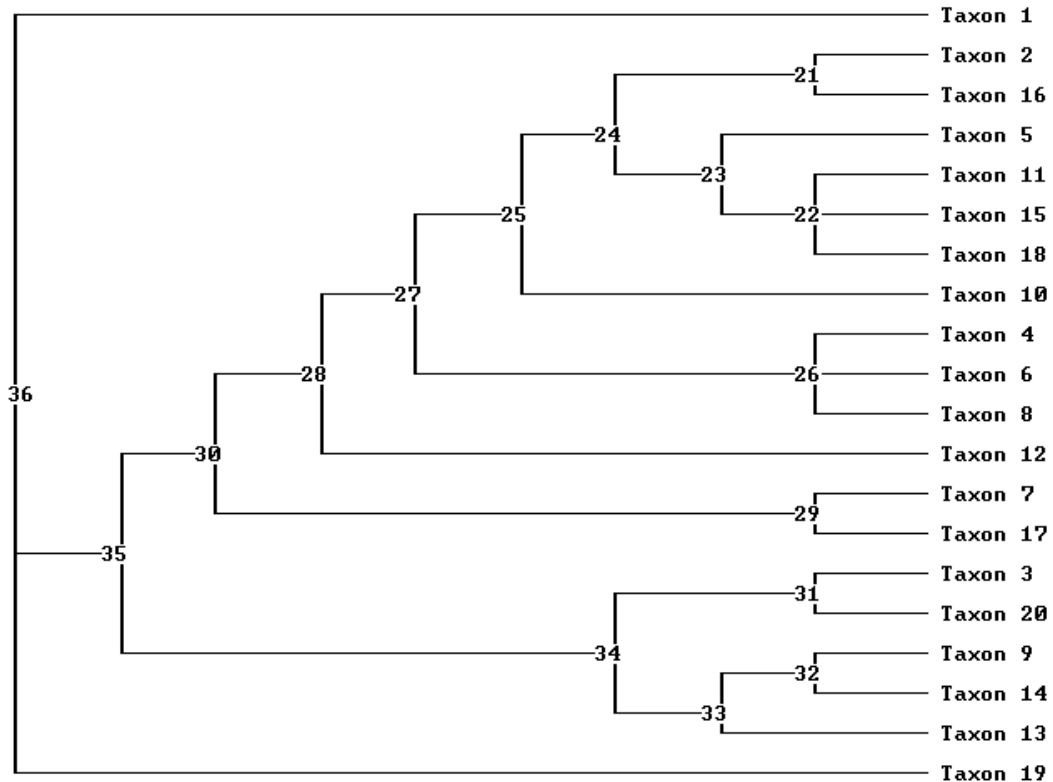 Taxon 1
Taxon 2
21
Taxon 16
24
Taxon 5
23
Taxon 11
25
22
Taxon 15
Taxon 18
27
Taxon 10
Taxon 4
28
26
Taxon 6
36
Taxon 8
30
Taxon 12
Taxon 7
29
Taxon 17
35
Taxon 3
31
Taxon 20
34
Taxon 9
32
Taxon 14
33
Taxon 13
Taxon 19